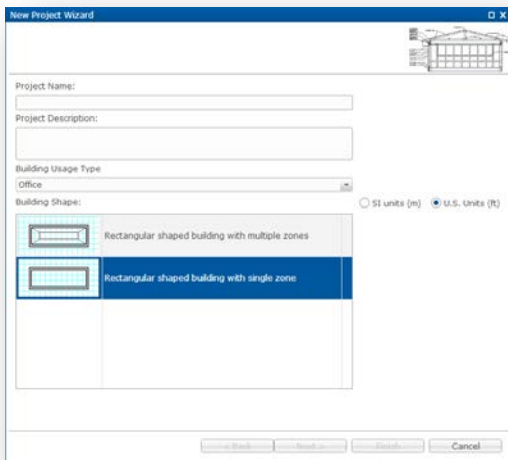 New Project Wizard
Project Name:
Project Description:
Building Usage Type
Office
Building Shape:
SI units (m)
U.S. Units (ft)
Rectangular shaped building with multiple zones
Rectangular shaped building with single zone
< Back
Next >
Finish
Cancel